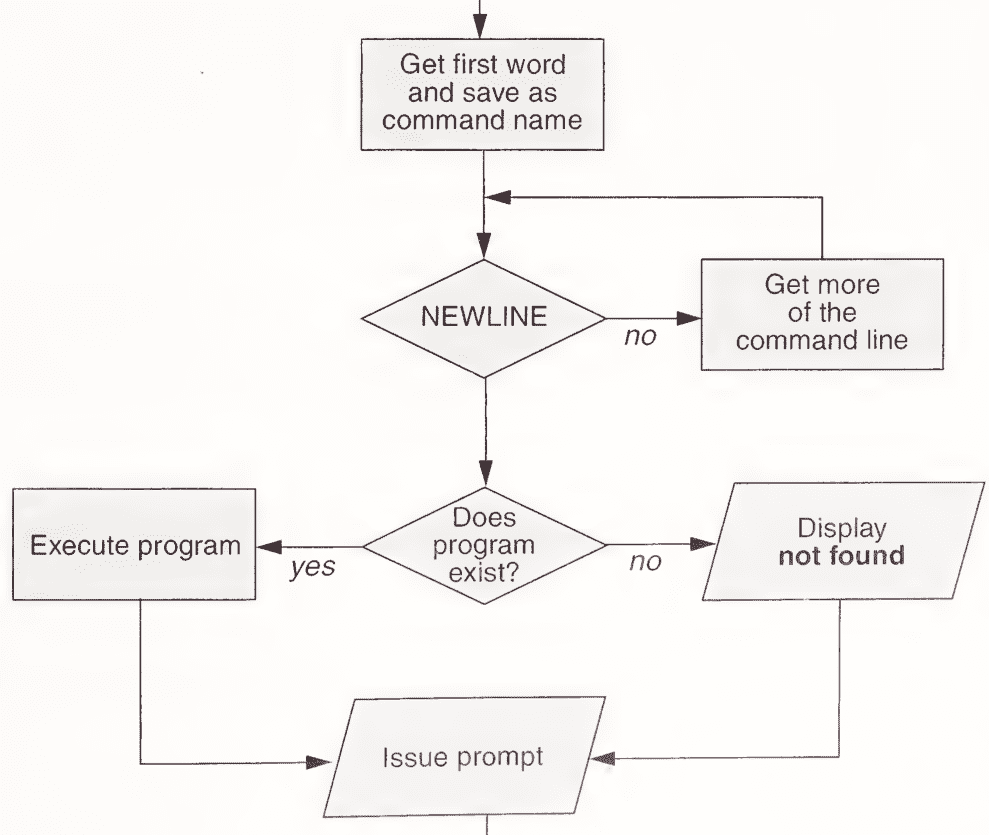 Get first word
and save as
command name
NEWLINE
no
Get more
of the
command line
Does
program
exist?
yes
Execute program
no
Display
not found
Issue prompt